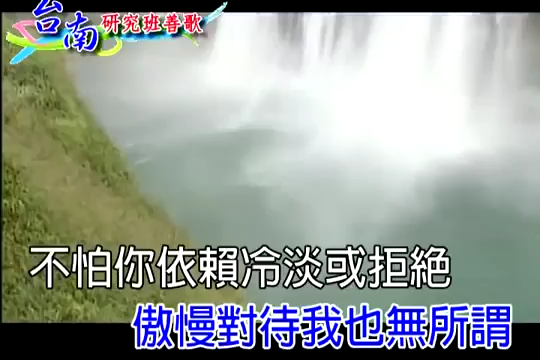 台南
研究班善歌
不怕你依賴冷淡或拒絕
傲慢對待我也無所謂